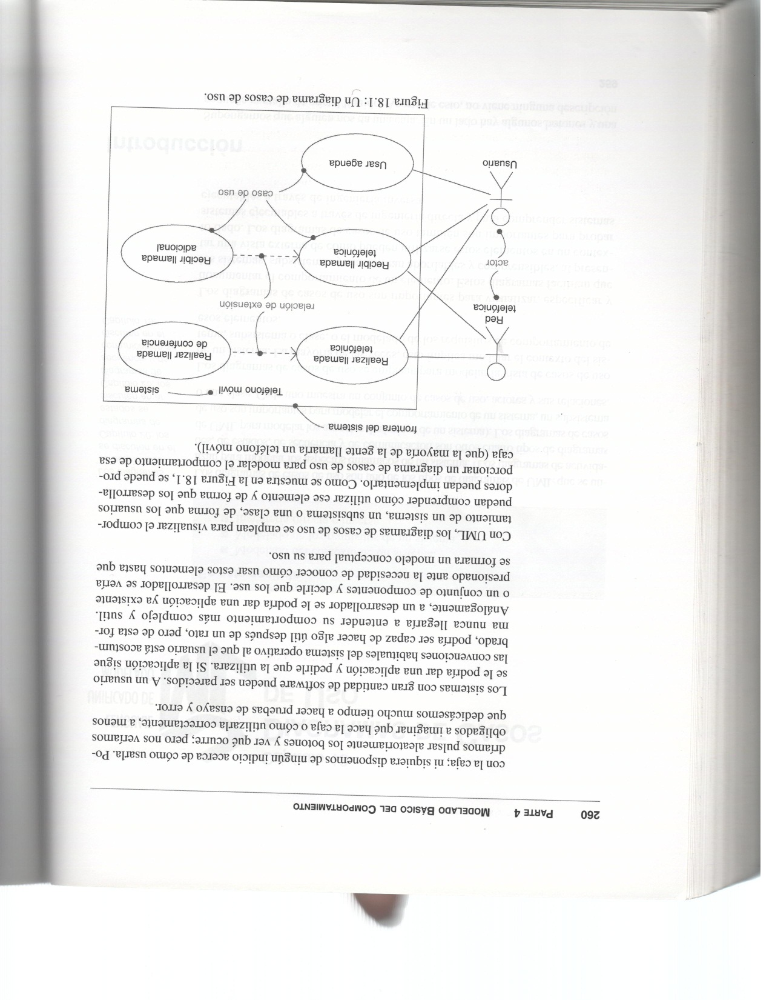 260 PARTE 4 MODELADO BÁSICO DEL COMPORTAMIENTO
con la caja; ni siquiera disponemos de ningún indicio acerca de cómo usarla. Po-
dríamos pulsar aleatoriamente los botones y ver qué ocurre; pero nos veríamos
obligados a imaginar qué hace la caja o cómo utilizarla correctamente, a menos
que dedicásemos mucho tiempo a hacer pruebas de ensayo y error.
Los sistemas con gran cantidad de software pueden ser parecidos. A un usuario
se le podría dar una aplicación y pedirle que la utilizara. Si la aplicación sigue
las convenciones habituales del sistema operativo al que el usuario está acostum-
brado, podría ser capaz de hacer algo útil después de un rato, pero de esta for-
ma nunca llegaría a entender su comportamiento más complejo y sutil.
Análogamente, a un desarrollador se le podría dar una aplicación ya existente
o un conjunto de componentes y decirle que los use. El desarrollador se vería
presionado ante la necesidad de conocer cómo usar estos elementos hasta que
se formara un modelo conceptual para su uso.
Con UML, los diagramas de casos de uso se emplean para visualizar el compor-
tamiento de un sistema, un subsistema o una clase, de forma que los usuarios
puedan comprender cómo utilizar ese elemento y de forma que los desarrolla-
dores puedan implementarlo. Como se muestra en la Figura 18.1, se puede pro-
porcionar un diagrama de casos de uso para modelar el comportamiento de esa
caja (que la mayoría de la gente llamaría un teléfono móvil).
frontera del sistema
Teléfono móvil
sistema
Realizar llamada
telefónica
Realizar llamada
de conferencia
Red
telefónica
relación de extensión
actor
Recibir llamada
telefónica
Recibir llamada
adicional
caso de uso
Usuario
Usar agenda
Figura 18.1: Un diagrama de casos de uso.